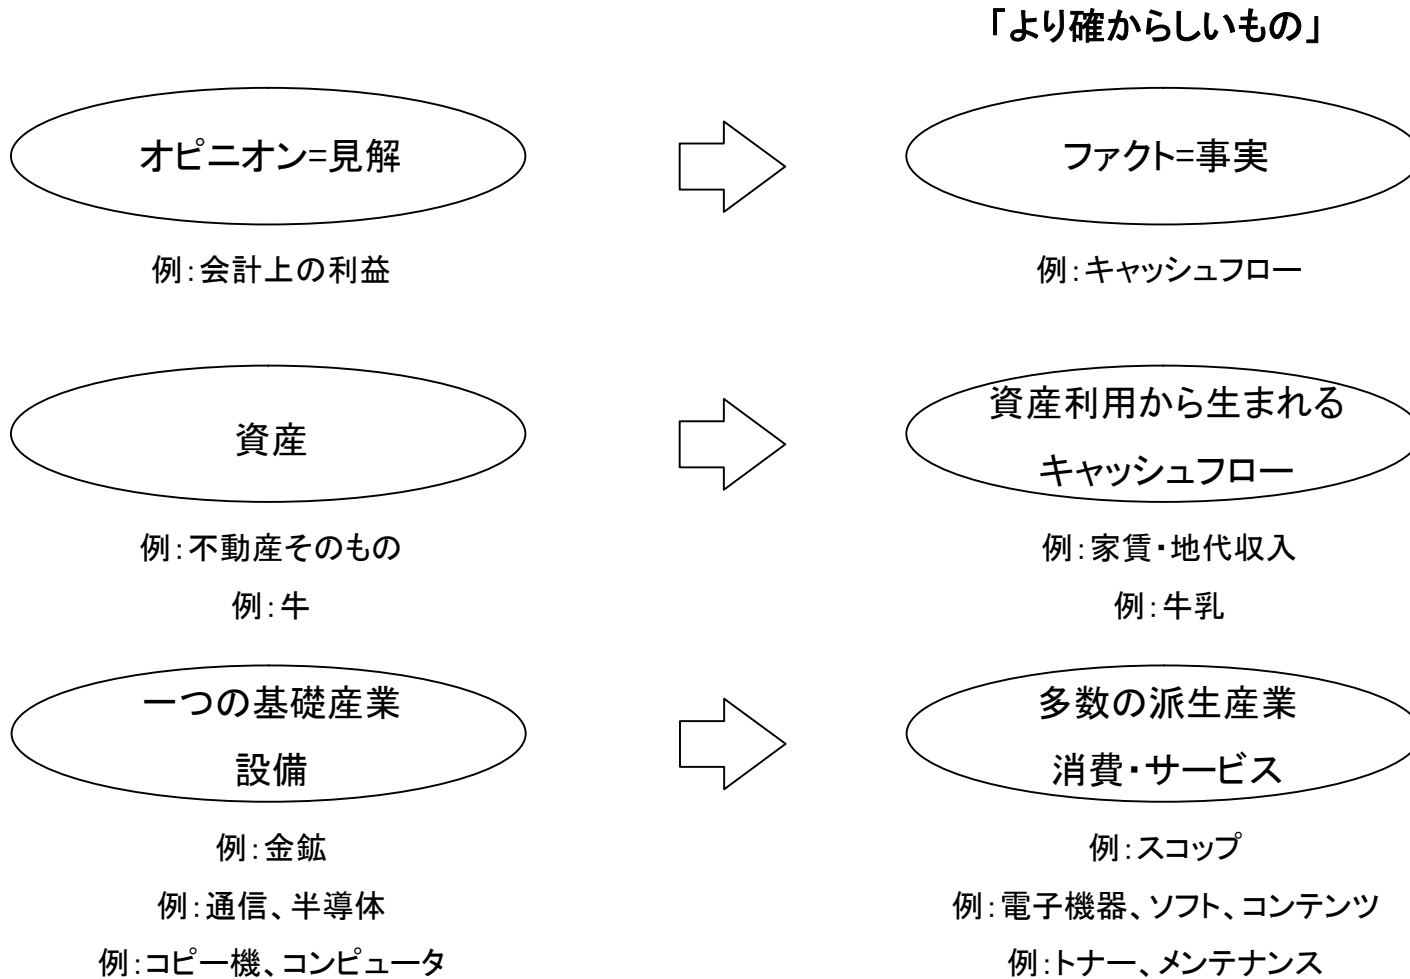 「より確からしいもの」
オピニオン=見解
ファクト=事実
例:会計上の利益
例:キャッシュフロー
資産
資産利用から生まれる
キャッシュフロー
例:不動産そのもの
例:牛
例:家賃・地代収入
例:牛乳
一つの基礎産業
設備
多数の派生産業
消費・サービス
例:金鉱
例:通信、半導体
例:コピー機、コンピュータ
例:スコップ
例:電子機器、ソフト、コンテンツ
例:トナー、メンテナンス